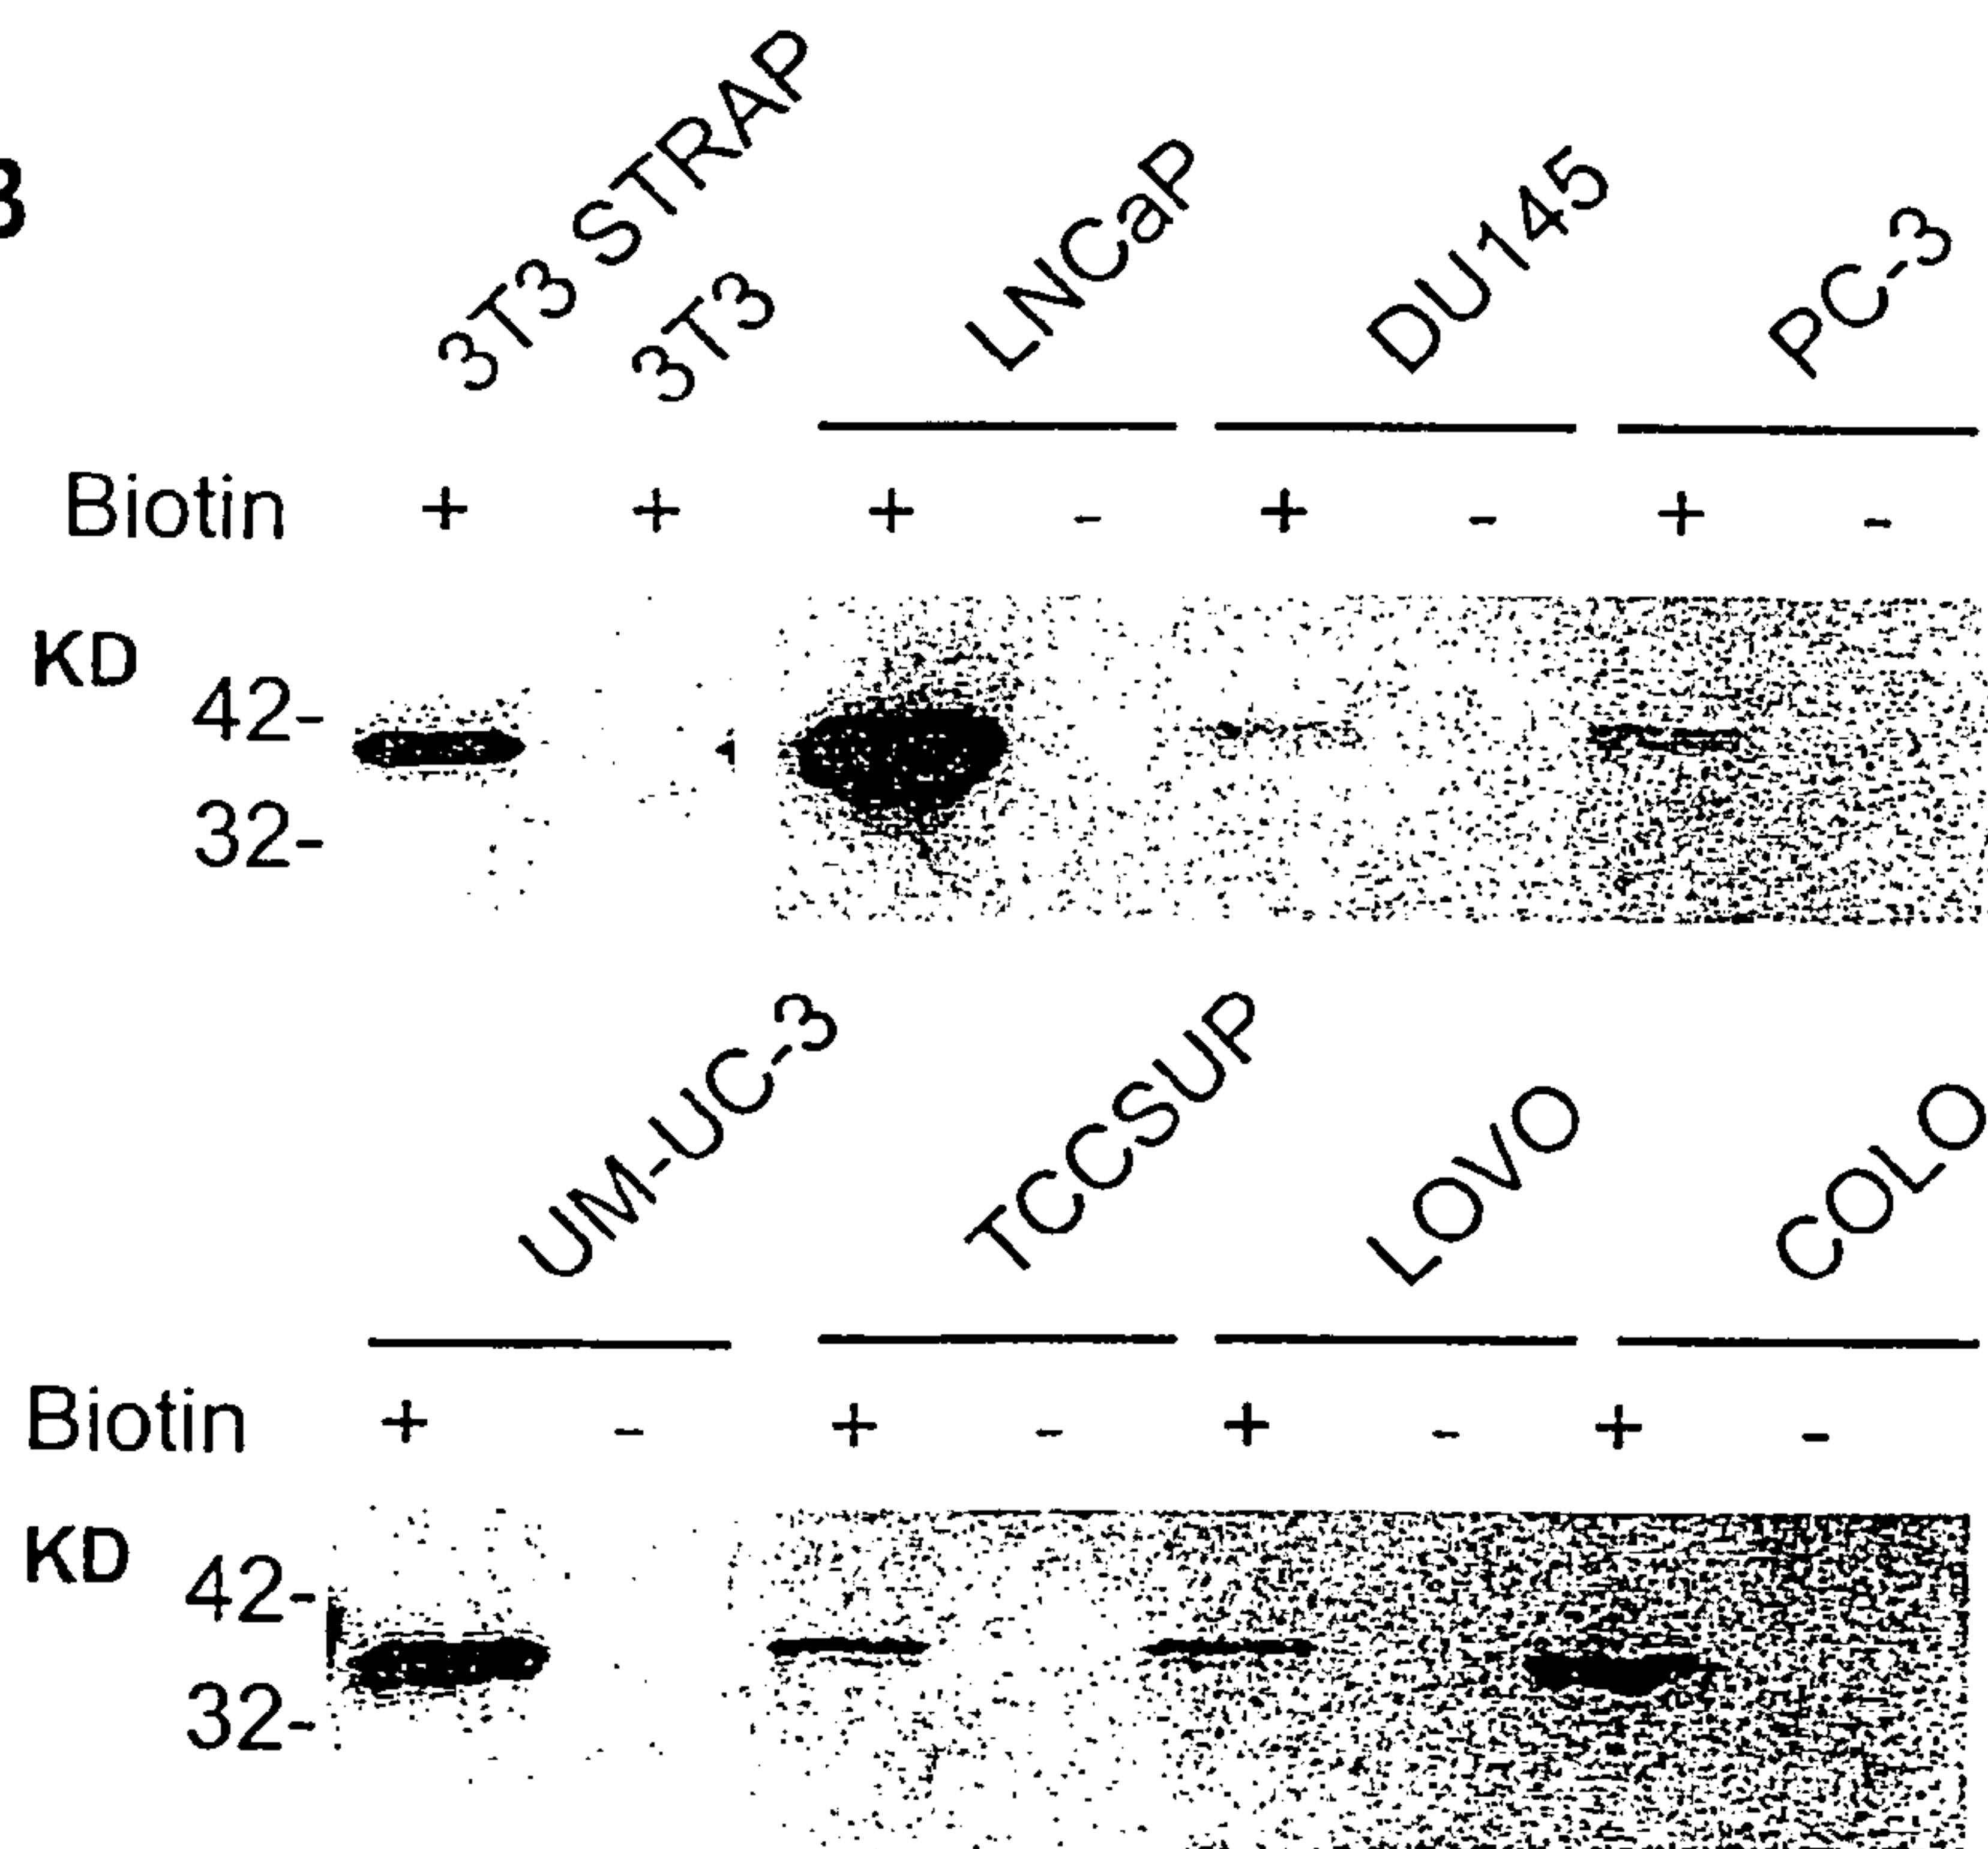 B
3T3 STRAP 3T3 LNCaP DU145 PC-3
Biotin + + + - + - + -
KD
42-
32-
UM-UC-3 TCCSUP LOVO COLO
Biotin + - + - + - + -
KD
42-
32-